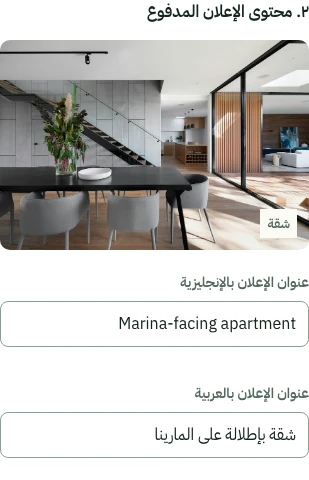 ٢. محتوى الإعلان المدفوع
شقة
عنوان الإعلان بالإنجليزية
Marina-facing apartment
عنوان الإعلان بالعربية
شقة بإطلالة على المارينا